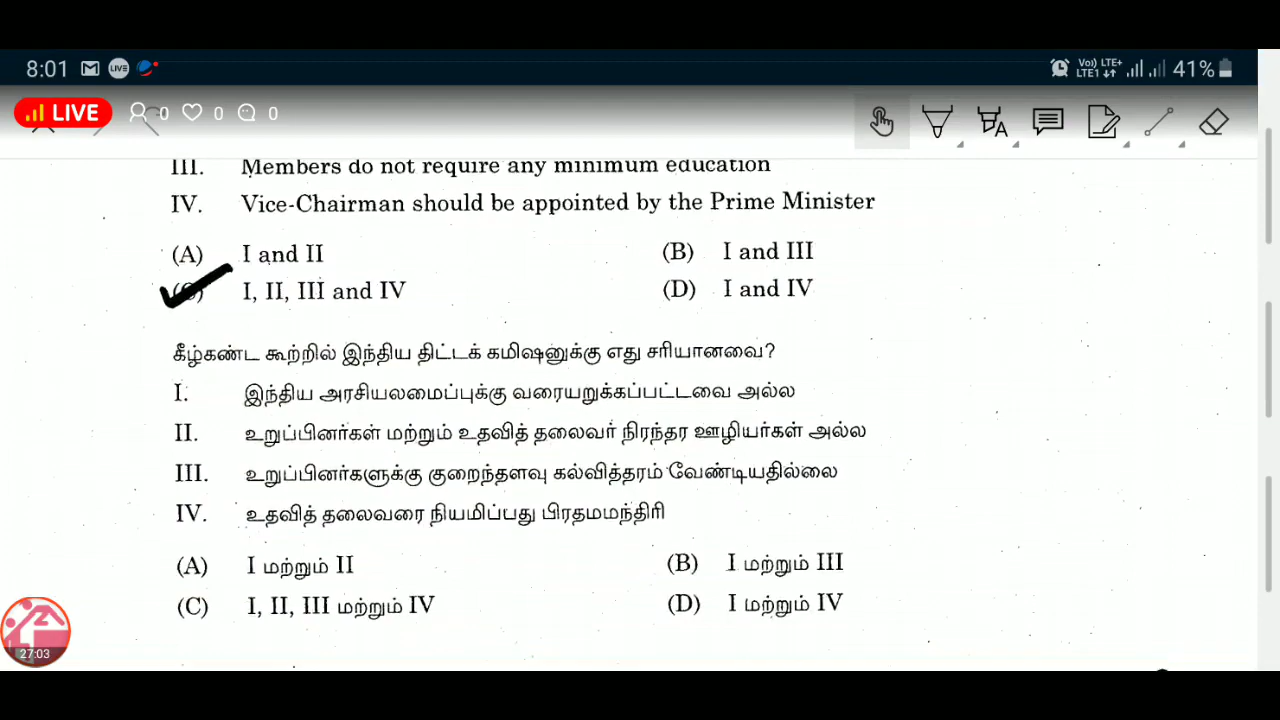 8:01 LIVE Vo) LTE+ LTE1 41%
LIVE 0 0 0
III. Members do not require any minimum education
IV. Vice-Chairman should be appointed by the Prime Minister
(A) I and II (B) I and III
(C) I, II, III and IV (D) I and IV
கீழ்கண்ட கூற்றில் இந்திய திட்டக் கமிஷனுக்கு எது சரியானவை?
I. இந்திய அரசியலமைப்புக்கு வரையறுக்கப்பட்டவை அல்ல
II. உறுப்பினர்கள் மற்றும் உதவித் தலைவர் நிரந்தர ஊழியர்கள் அல்ல
III. உறுப்பினர்களுக்கு குறைந்தளவு கல்வித்தரம் வேண்டியதில்லை
IV. உதவித் தலைவரை நியமிப்பது பிரதமமந்திரி
(A) I மற்றும் II (B) I மற்றும் III
(C) I, II, III மற்றும் IV (D) I மற்றும் IV
27:03